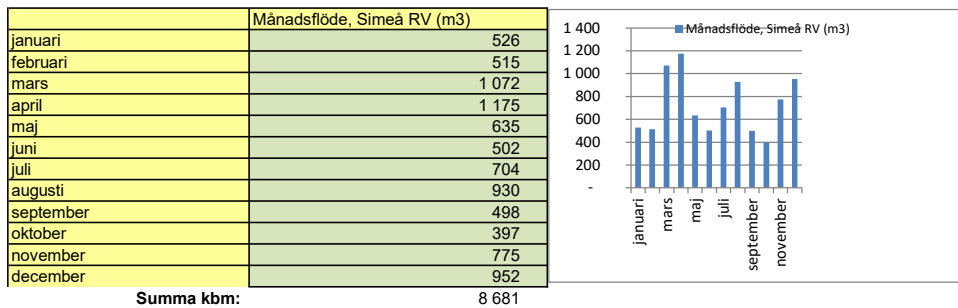 Månadsflöde, Simeå RV (m3)
januari 526
februari 515
mars 1 072
april 1 175
maj 635
juni 502
juli 704
augusti 930
september 498
oktober 397
november 775
december 952
Summa kbm: 8 681
Månadsflöde, Simeå RV (m3)
1 400
1 200
1 000
800
600
400
200
-
januari
mars
maj
juli
september
november